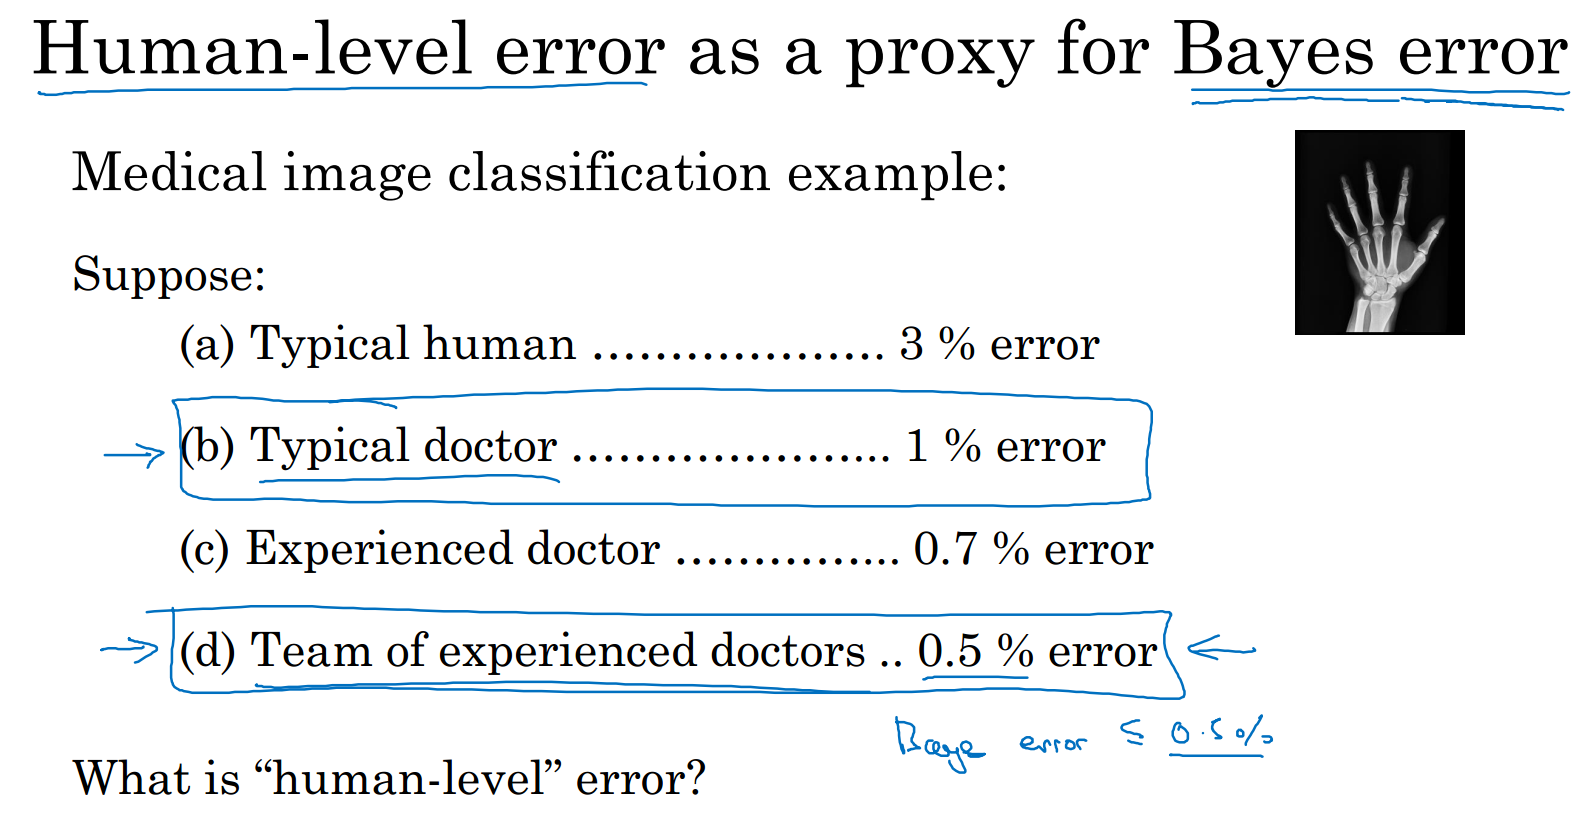 Human-level error as a proxy for Bayes error
Medical image classification example:
Suppose:
(a) Typical human ................... 3 % error
(b) Typical doctor ..................... 1 % error
(c) Experienced doctor ............... 0.7 % error
(d) Team of experienced doctors .. 0.5 % error
Baye error ≤ 0.5%
What is “human-level” error?